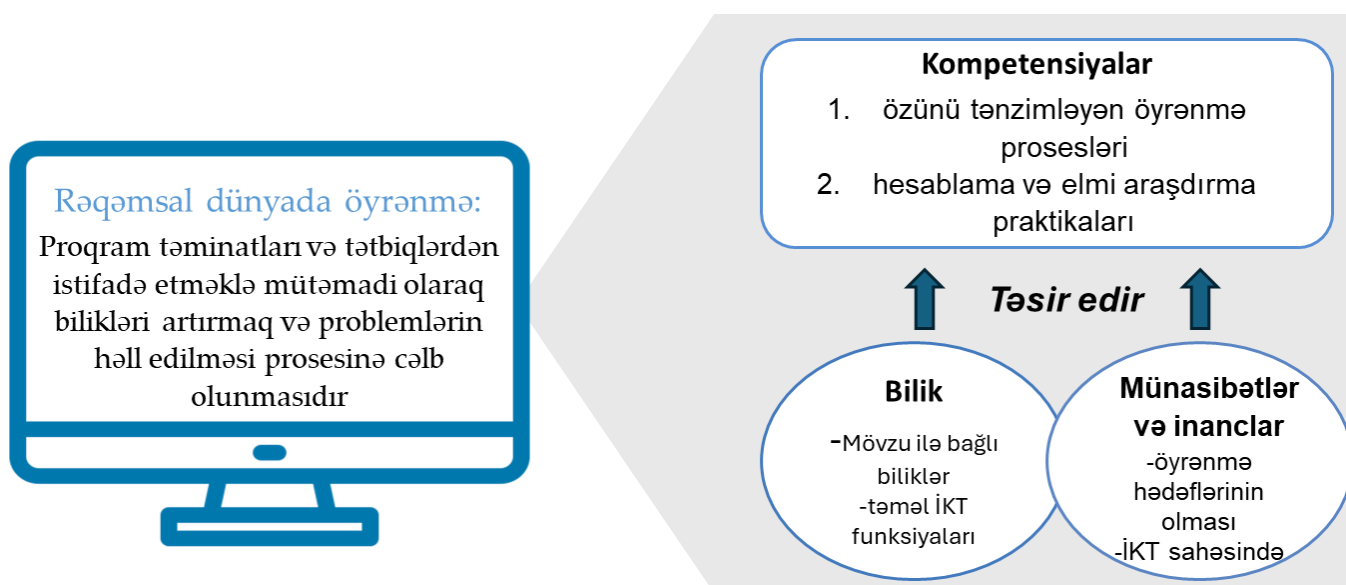 Rəqəmsal dünyada öyrənmə:
Proqram təminatları və tətbiqlərdən
istifadə etməklə mütəmadi olaraq
bilikləri artırmaq və problemlərin
həll edilməsi prosesinə cəlb
olunmasıdır
Kompetensiyalar
1. özünü tənzimləyən öyrənmə
prosesləri
2. hesablama və elmi araşdırma
praktikaları
Təsir edir
Bilik
-Mövzu ilə bağlı
biliklər
-təməl İKT
funksiyaları
Münasibətlər
və inanclar
-öyrənmə
hədəflərinin
olması
-İKT sahəsində